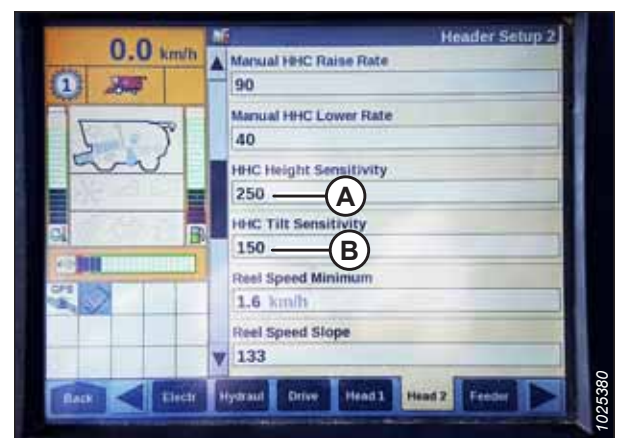 0.0 km/h
Header Setup 2
1
Manual HHC Raise Rate
90
Manual HHC Lower Rate
40
HHC Height Sensitivity
250
A
HHC Tilt Sensitivity
150
B
Reel Speed Minimum
1.6 km/h
GPS
Reel Speed Slope
133
Back
Electr
Hydraul
Drive
Head 1
Head 2
Feeder
1025380